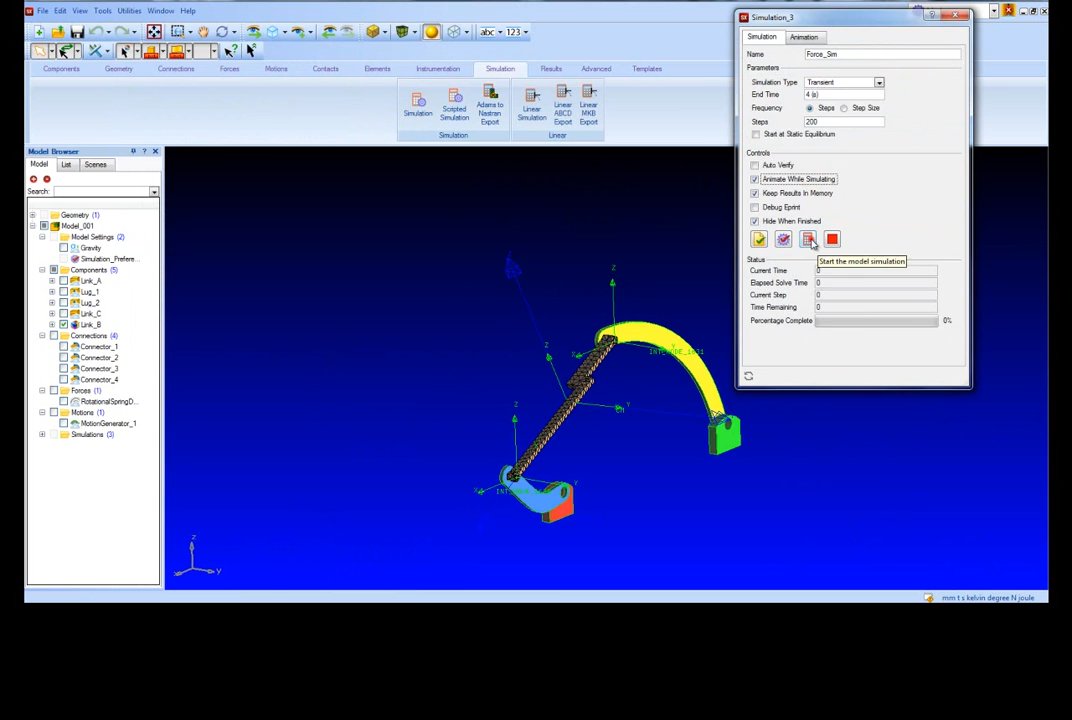 File Edit View Tools Utilities Window Help
Simulation_3
Simulation Animation
Name Force_Sm
Parameters
Simulation Type Transient
End Time 4 (s)
Frequency Steps Step Size
Steps 200
Start at Static Equilibrium
Controls
Auto Verify
Animate While Simulating
Keep Results In Memory
Debug Eprint
Hide When Finished
Start the model simulation
Status
Current Time 0
Elapsed Solve Time 0
Current Step 0
Time Remaining 0
Percentage Complete 0%
abc 123
Components Geometry Connections Forces Motions Contacts Elements Instrumentation Simulation Results Advanced Templates
Simulation
Scripted Simulation
Adams to Nastran Export
Linear Simulation
Linear ABCD Export
Linear MKB Export
Simulation Linear
Model Browser
Model List Scenes
Search:
Geometry (1)
Model_001
Model Settings (2)
Gravity
Simulation_Prefere...
Components (5)
Link_A
Lug_1
Lug_2
Link_C
Link_B
Connections (4)
Connector_1
Connector_2
Connector_3
Connector_4
Forces (1)
RotationalSpringD...
Motions (1)
MotionGenerator_1
Simulations (3)
Z
Z
Z
X
Y
X
Y
z
y
mm t s kelvin degree N joule